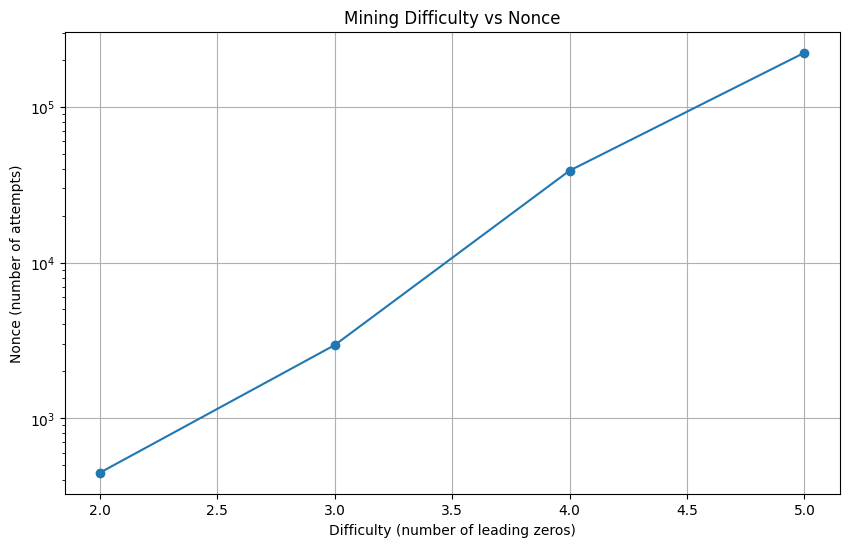 Mining Difficulty vs Nonce
Nonce (number of attempts)
10^5
10^4
10^3
2.0 2.5 3.0 3.5 4.0 4.5 5.0
Difficulty (number of leading zeros)